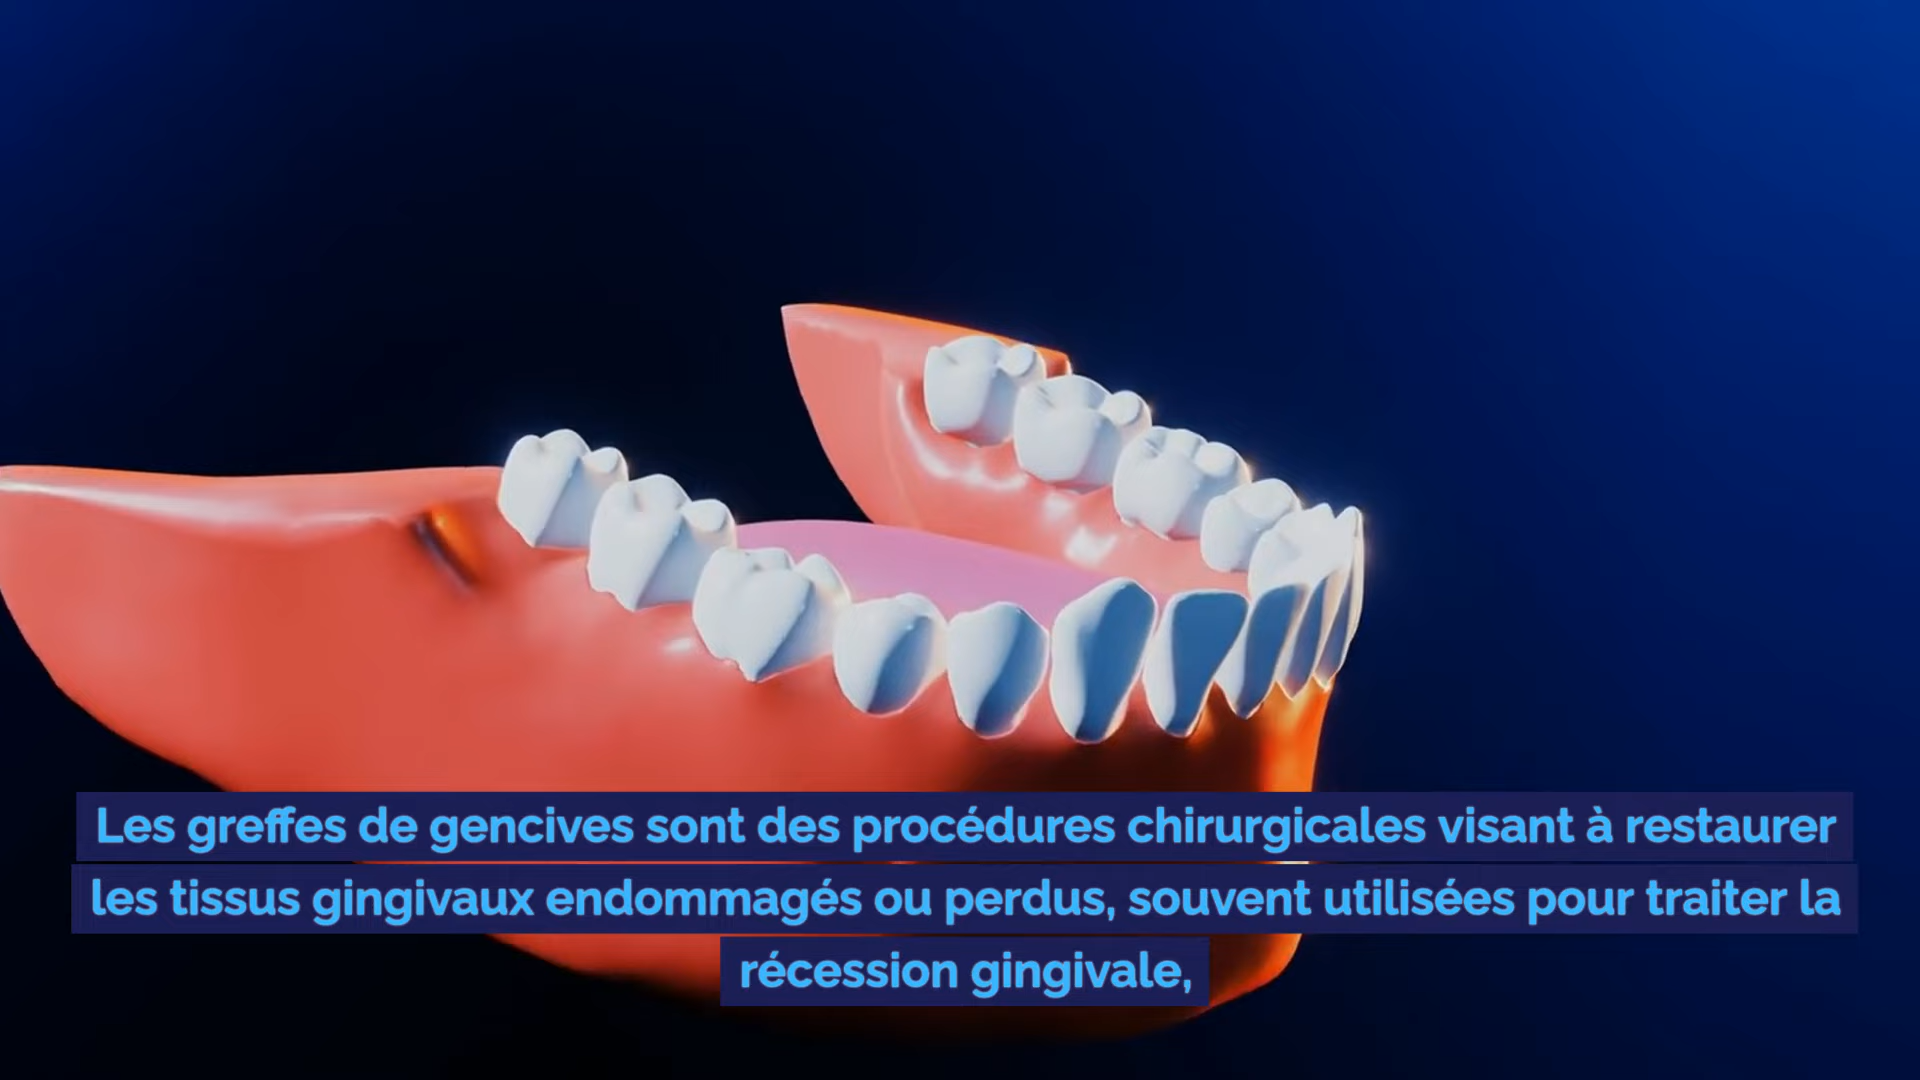 Les greffes de gencives sont des procédures chirurgicales visant à restaurer
les tissus gingivaux endommagés ou perdus, souvent utilisées pour traiter la
récession gingivale,